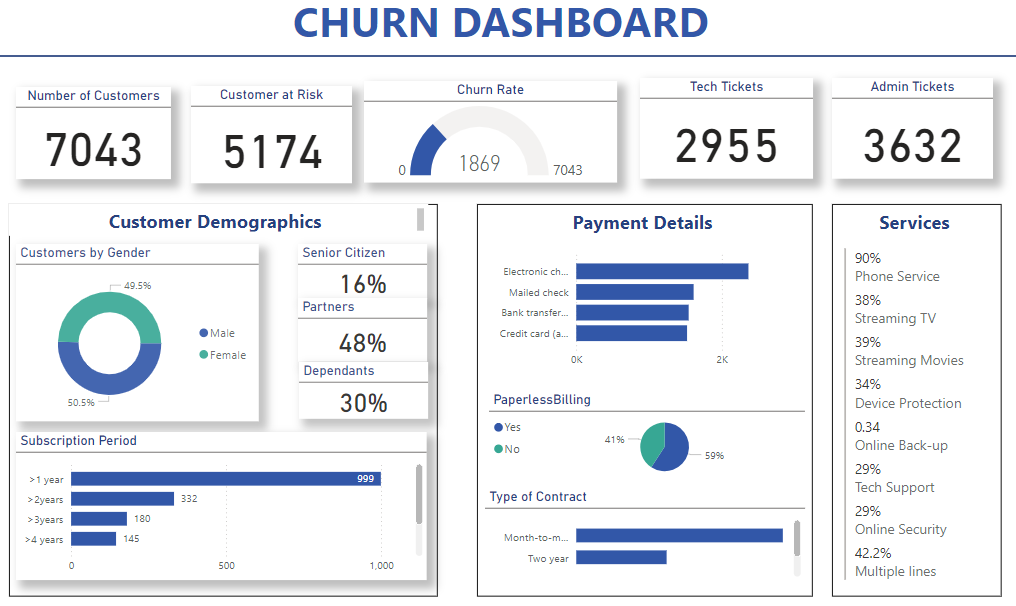 CHURN DASHBOARD
Number of Customers
7043
Customer at Risk
5174
Churn Rate
0
1869
7043
Tech Tickets
2955
Admin Tickets
3632
Customer Demographics
Customers by Gender
49.5%
Male
Female
50.5%
Senior Citizen
16%
Partners
48%
Dependants
30%
Subscription Period
>1 year
999
>2years
332
>3years
180
>4 years
145
0
500
1,000
Payment Details
Electronic ch...
Mailed check
Bank transfer...
Credit card (a...
0K
2K
PaperlessBilling
Yes
No
41%
59%
Type of Contract
Month-to-m...
Two year
Services
90%
Phone Service
38%
Streaming TV
39%
Streaming Movies
34%
Device Protection
0.34
Online Back-up
29%
Tech Support
29%
Online Security
42.2%
Multiple lines